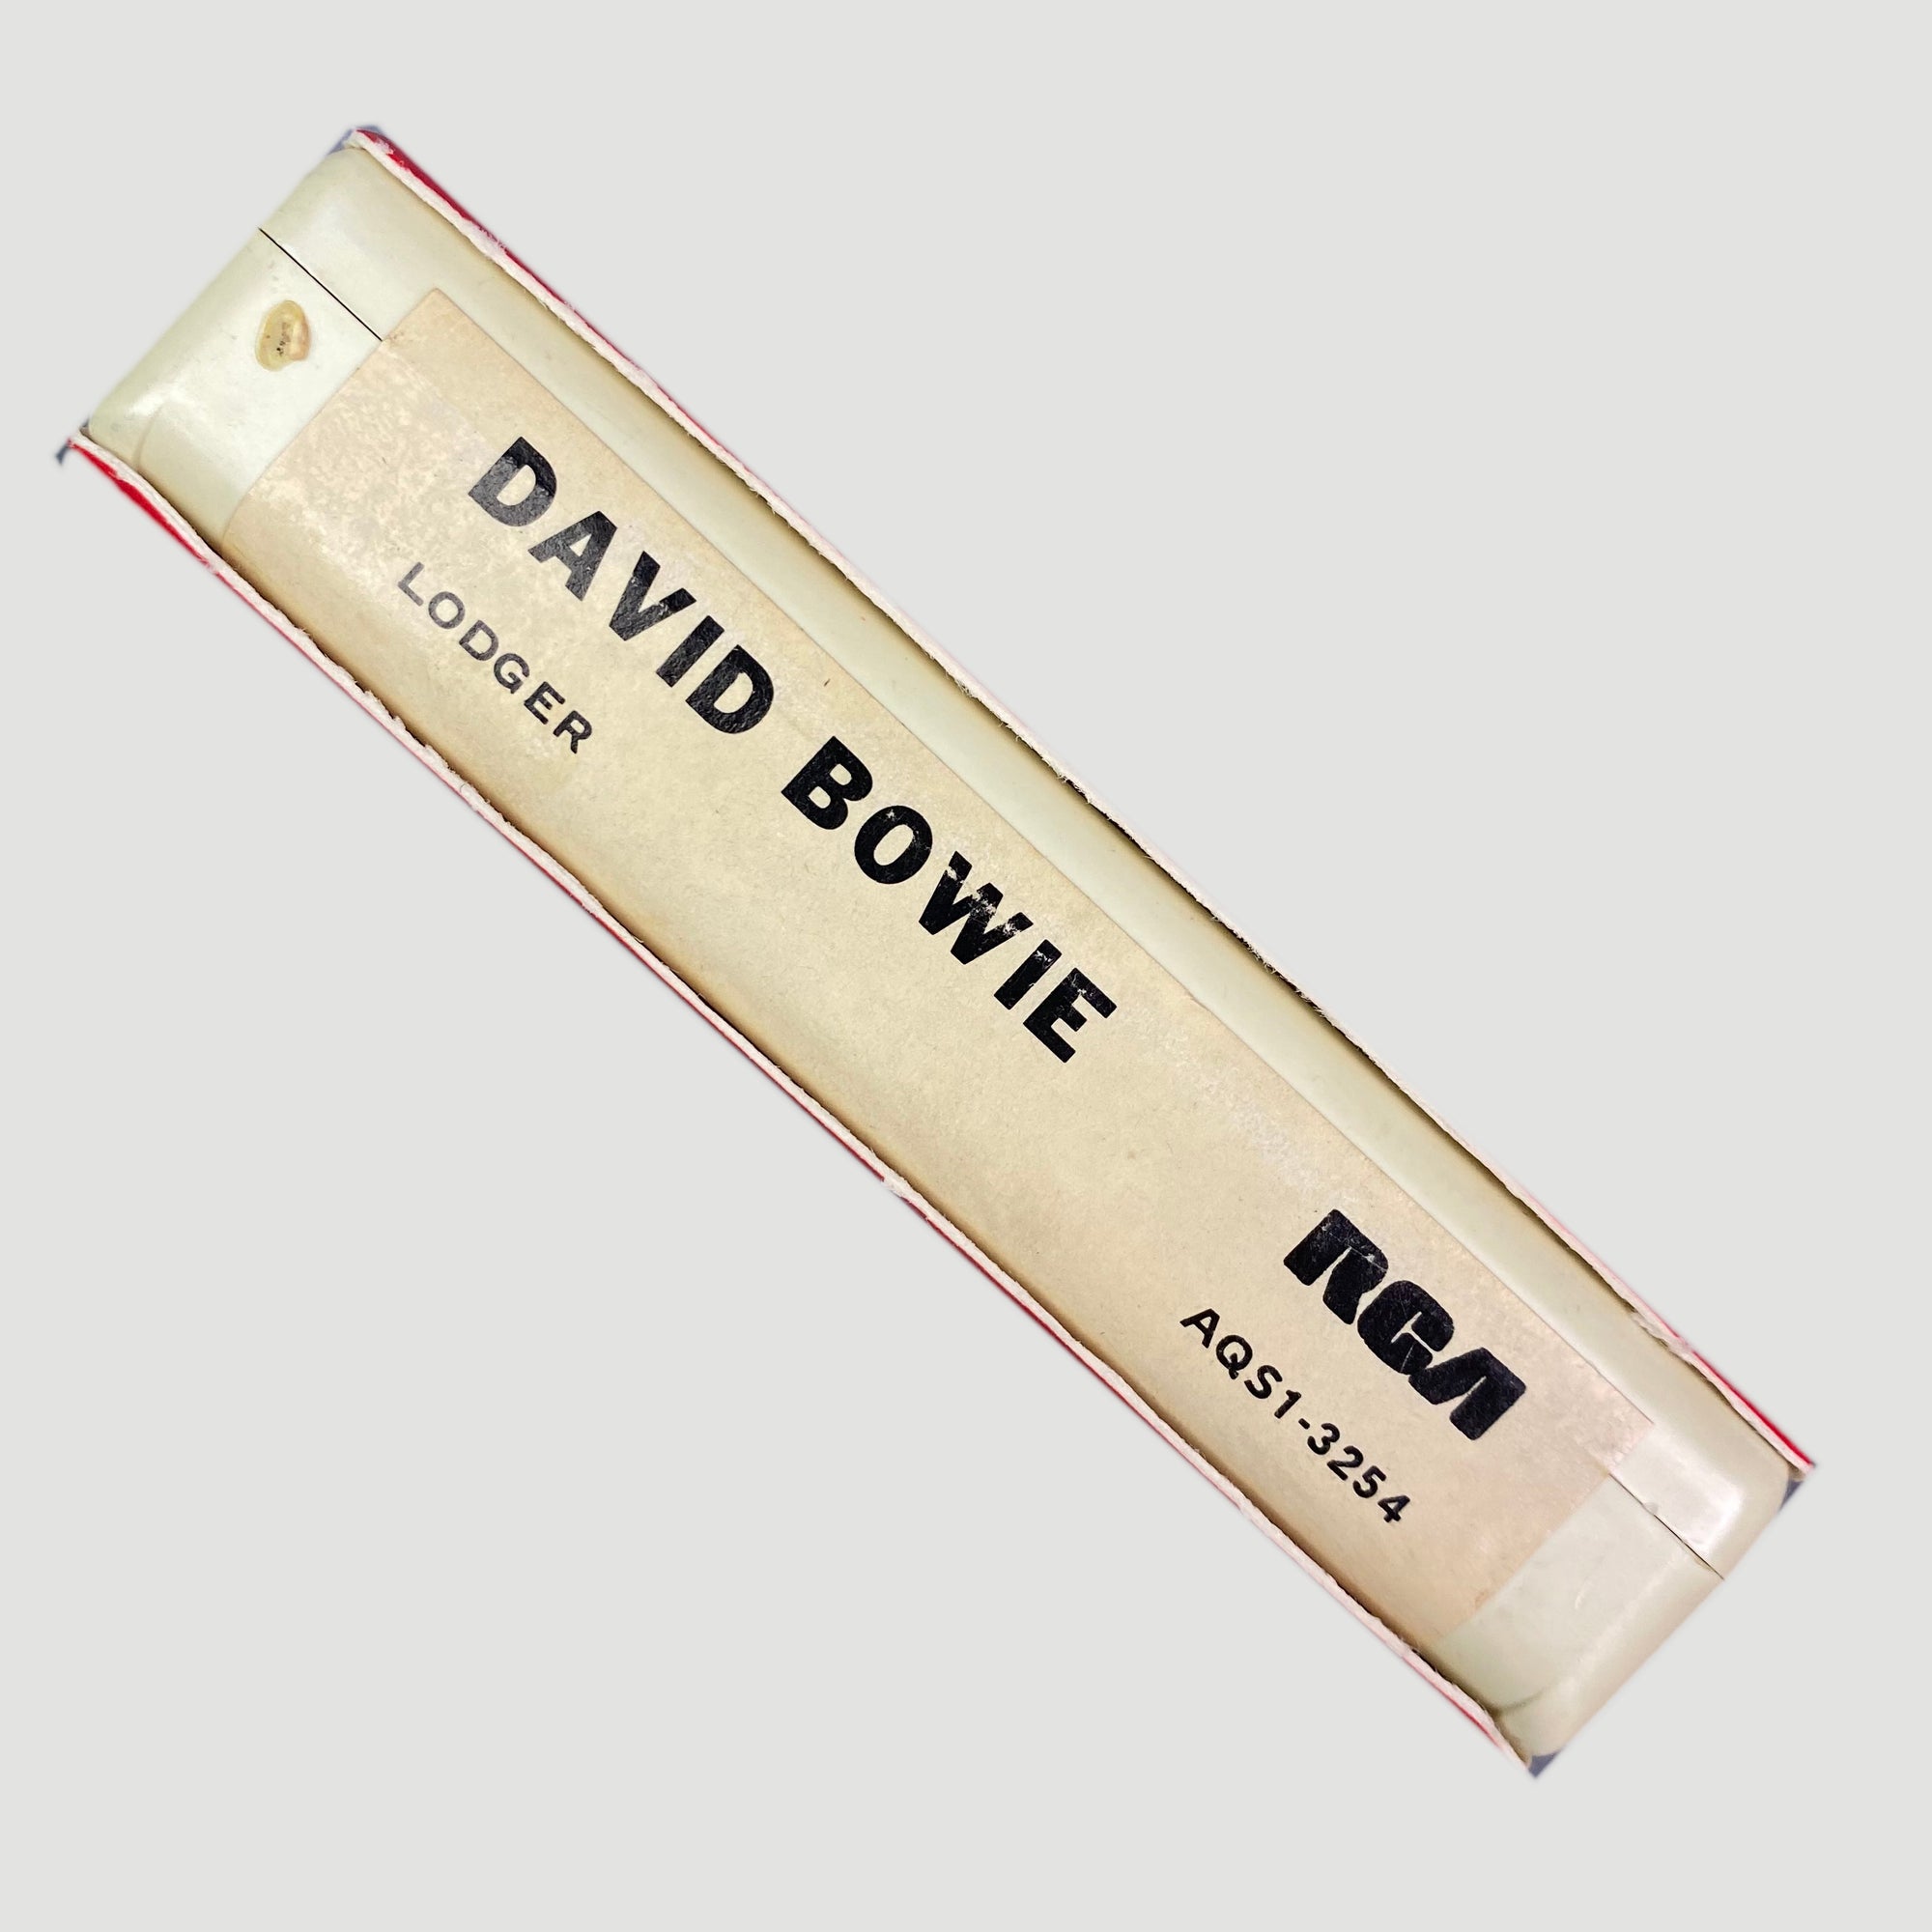 DAVID BOWIE
LODGER
RCA
AQS1-3254